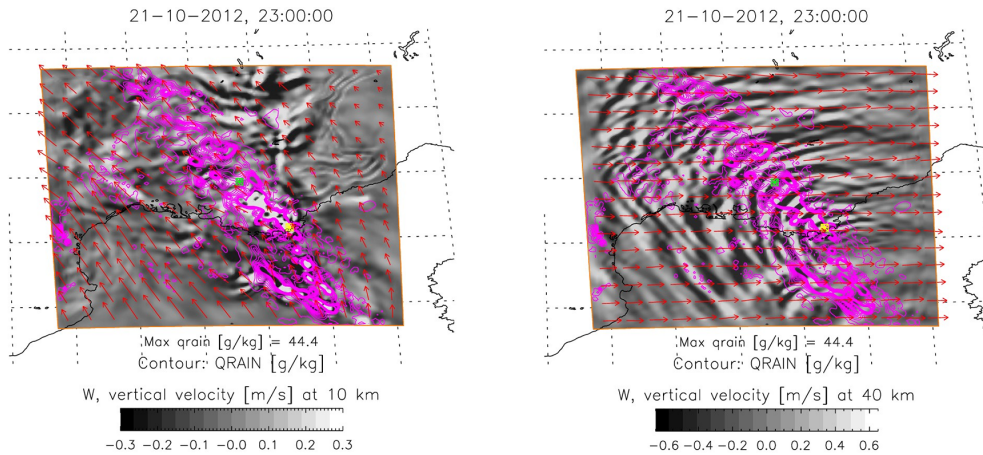 21-10-2012, 23:00:00
Max qrain [g/kg] = 44.4
Contour: QRAIN [g/kg]
W, vertical velocity [m/s] at 10 km
-0.3 -0.2 -0.1 -0.0 0.1 0.2 0.3
21-10-2012, 23:00:00
Max qrain [g/kg] = 44.4
Contour: QRAIN [g/kg]
W, vertical velocity [m/s] at 40 km
-0.6 -0.4 -0.2 0.0 0.2 0.4 0.6